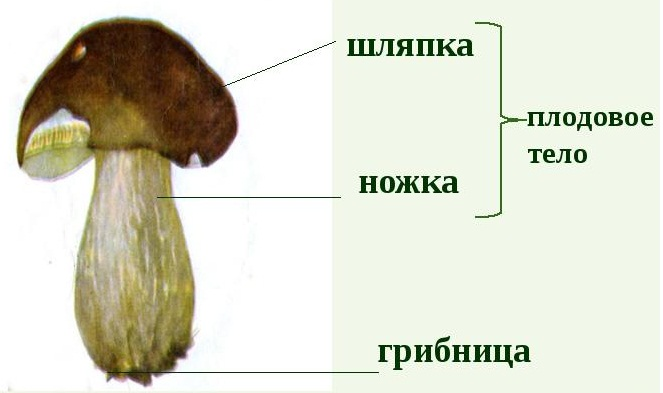 шляпка
ножка
плодовое
тело
грибница